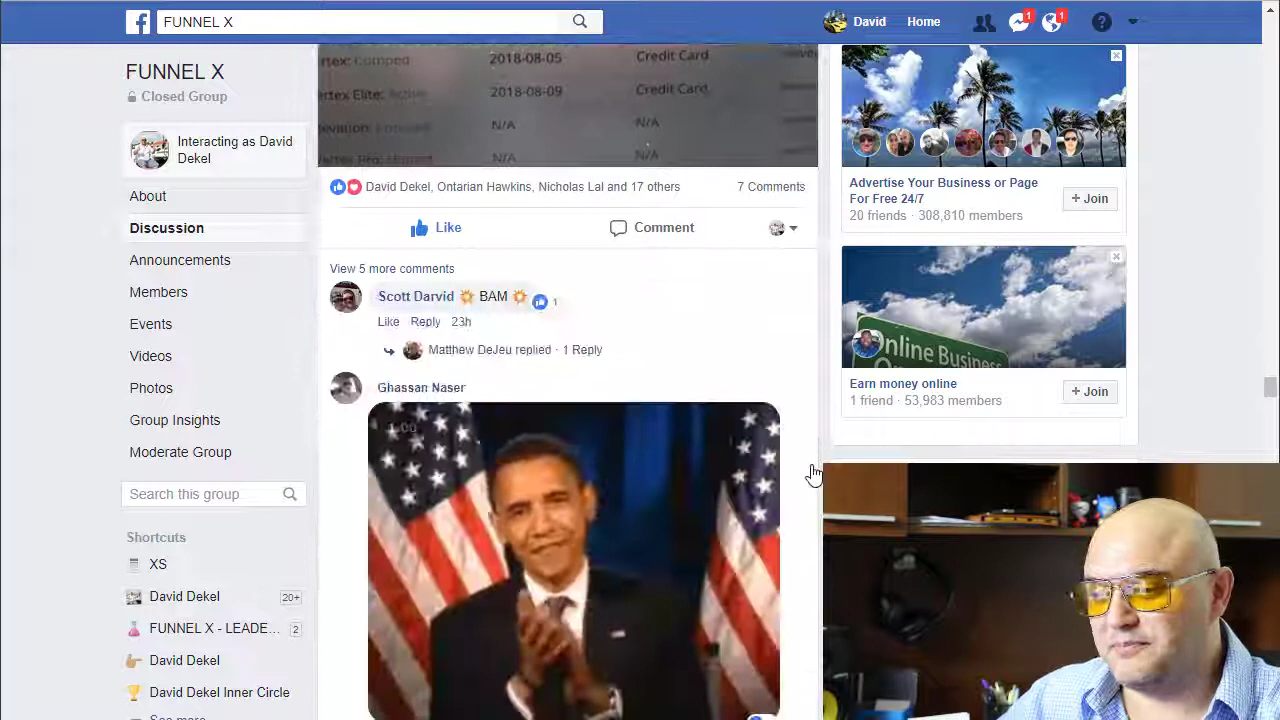 FUNNEL X
David
Home
1
1
FUNNEL X
Closed Group
Interacting as David
Dekel
About
Discussion
Announcements
Members
Events
Videos
Photos
Group Insights
Moderate Group
Search this group
Shortcuts
XS
David Dekel
20+
FUNNEL X - LEADE...
2
David Dekel
David Dekel Inner Circle
See more
2018-08-05
Credit Card
2018-08-09
Credit Card
N/A
N/A
N/A
N/A
David Dekel, Ontarian Hawkins, Nicholas Lal and 17 others
7 Comments
Like
Comment
View 5 more comments
Scott Darvid 💥 BAM 💥
1
Like Reply 23h
Matthew DeJeu replied · 1 Reply
Ghassan Naser
Advertise Your Business or Page
For Free 24/7
20 friends · 308,810 members
+ Join
Online Business
Earn money online
1 friend · 53,983 members
+ Join